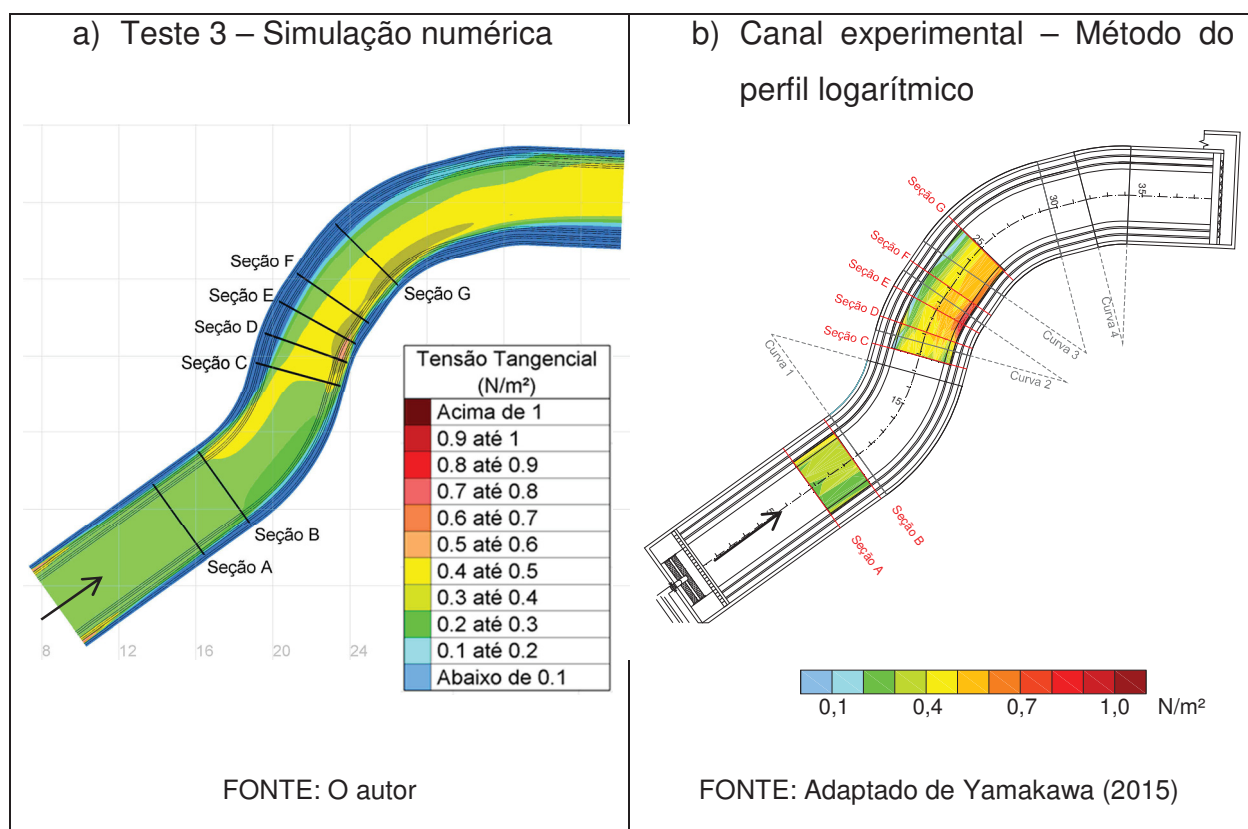 a) Teste 3 – Simulação numérica
Seção F
Seção E
Seção D
Seção C
Seção G
Seção B
Seção A
8
12
16
20
24
Tensão Tangencial
(N/m²)
Acima de 1
0.9 até 1
0.8 até 0.9
0.7 até 0.8
0.6 até 0.7
0.5 até 0.6
0.4 até 0.5
0.3 até 0.4
0.2 até 0.3
0.1 até 0.2
Abaixo de 0.1
FONTE: O autor
b) Canal experimental – Método do
perfil logarítmico
Seção G
Seção F
Seção E
Seção D
Seção C
Curva 1
Curva 2
Curva 3
Curva 4
35
30
25
15
5
Seção B
Seção A
0,1 0,4 0,7 1,0 N/m²
FONTE: Adaptado de Yamakawa (2015)